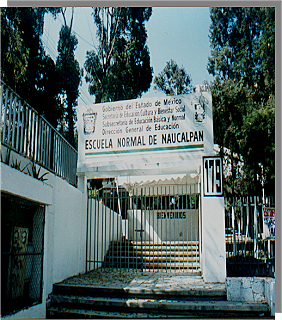 Gobierno del Estado de México
Secretaría de Educación Cultura y Bienestar Social
Subsecretaría de Educación Básica y Normal
Dirección General de Educación
ESCUELA NORMAL DE NAUCALPAN
179
BIENVENIDOS